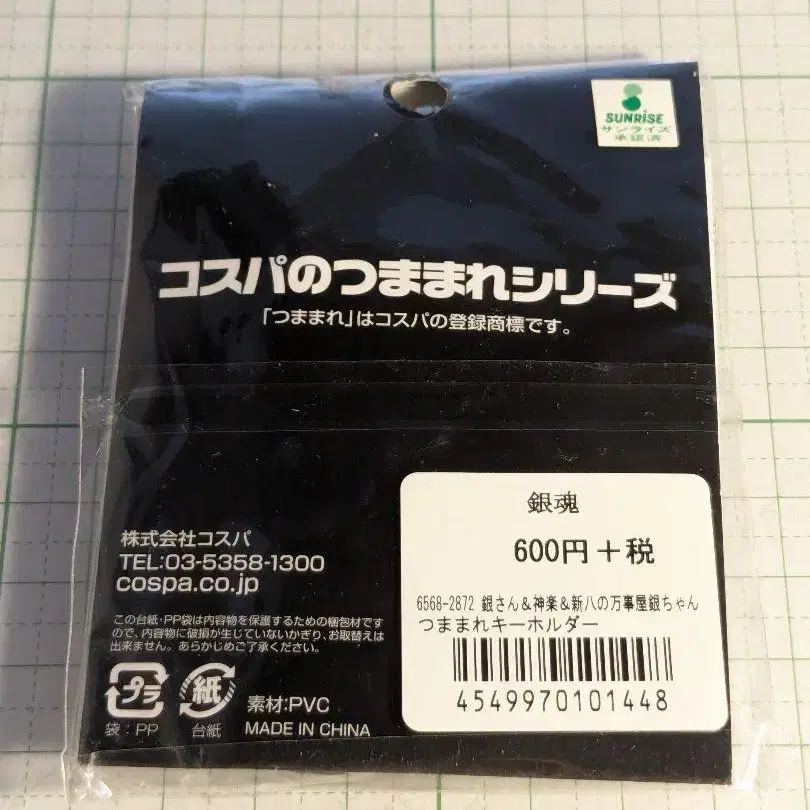 SUNRISE
サンライズ
承認済
コスパのつままれシリーズ
「つままれ」はコスパの登録商標です。
銀魂
600円+税
6568-2872 銀さん&神楽&新八の万事屋銀ちゃん
つままれキーホルダー
4549970101448
株式会社コスパ
TEL:03-5358-1300
cospa.co.jp
この台紙・PP袋は内容物を保護するための梱包材です
ので、内容物に破損が生じていないかぎり、お取替えは
出来ません。あらかじめご了承ください。
プラ
紙
袋:PP
台紙
素材:PVC
MADE IN CHINA